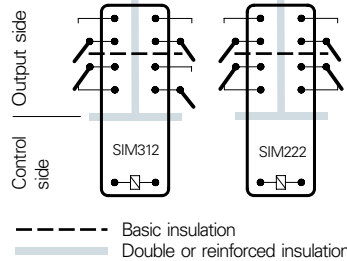 Output side
Control
side
SIM312
SIM222
Basic insulation
Double or reinforced insulation